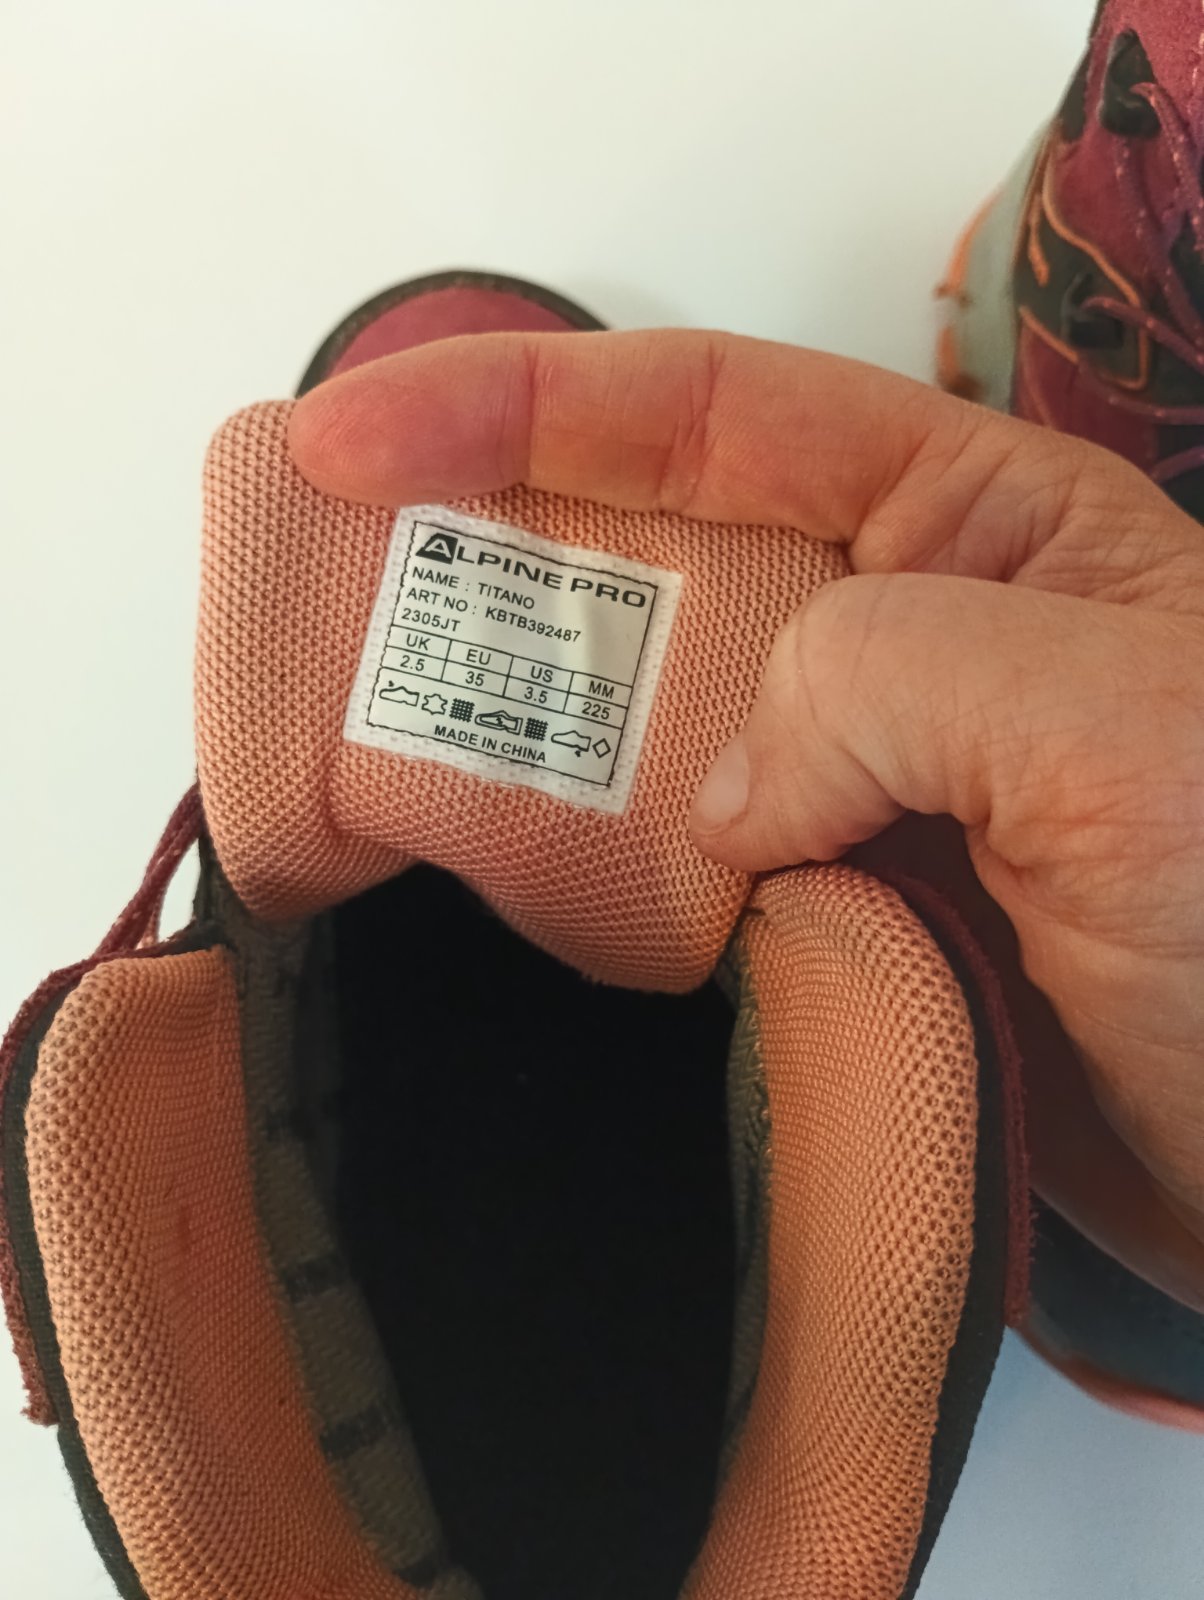 ALPINE PRO
NAME : TITANO
ART NO : KBTB392487
2305JT
UK EU US MM
2.5 35 3.5 225
MADE IN CHINA